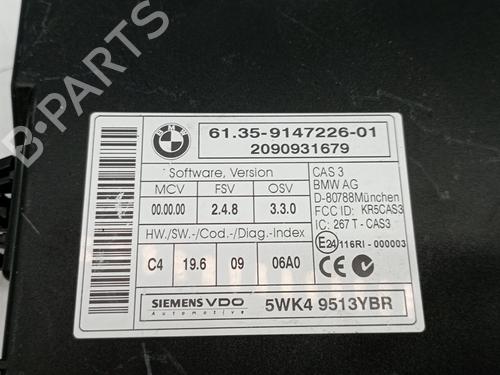 BMW
61.35-9147226-01
2090931679
Software, Version
MCV FSV OSV
00.00.00 2.4.8 3.3.0
HW./SW.-/Cod.-/Diag.-Index
C4 19.6 09 06A0
CAS 3
BMW AG
D-80788München
FCC ID: KR5CAS3
IC: 267 T - CAS3
E24 116RI - 000003
CE
SIEMENS VDO
Automotive
5WK4 9513YBR
B-PARTS